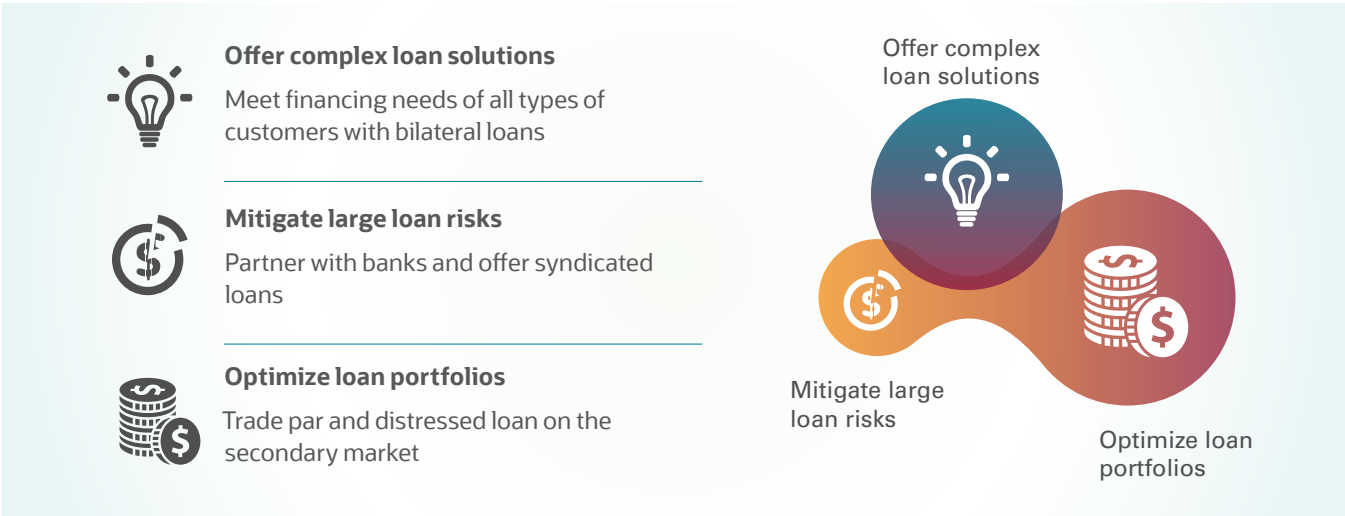 Offer complex loan solutions
Meet financing needs of all types of
customers with bilateral loans
Mitigate large loan risks
Partner with banks and offer syndicated
loans
Optimize loan portfolios
Trade par and distressed loan on the
secondary market
Offer complex
loan solutions
Mitigate large
loan risks
Optimize loan
portfolios